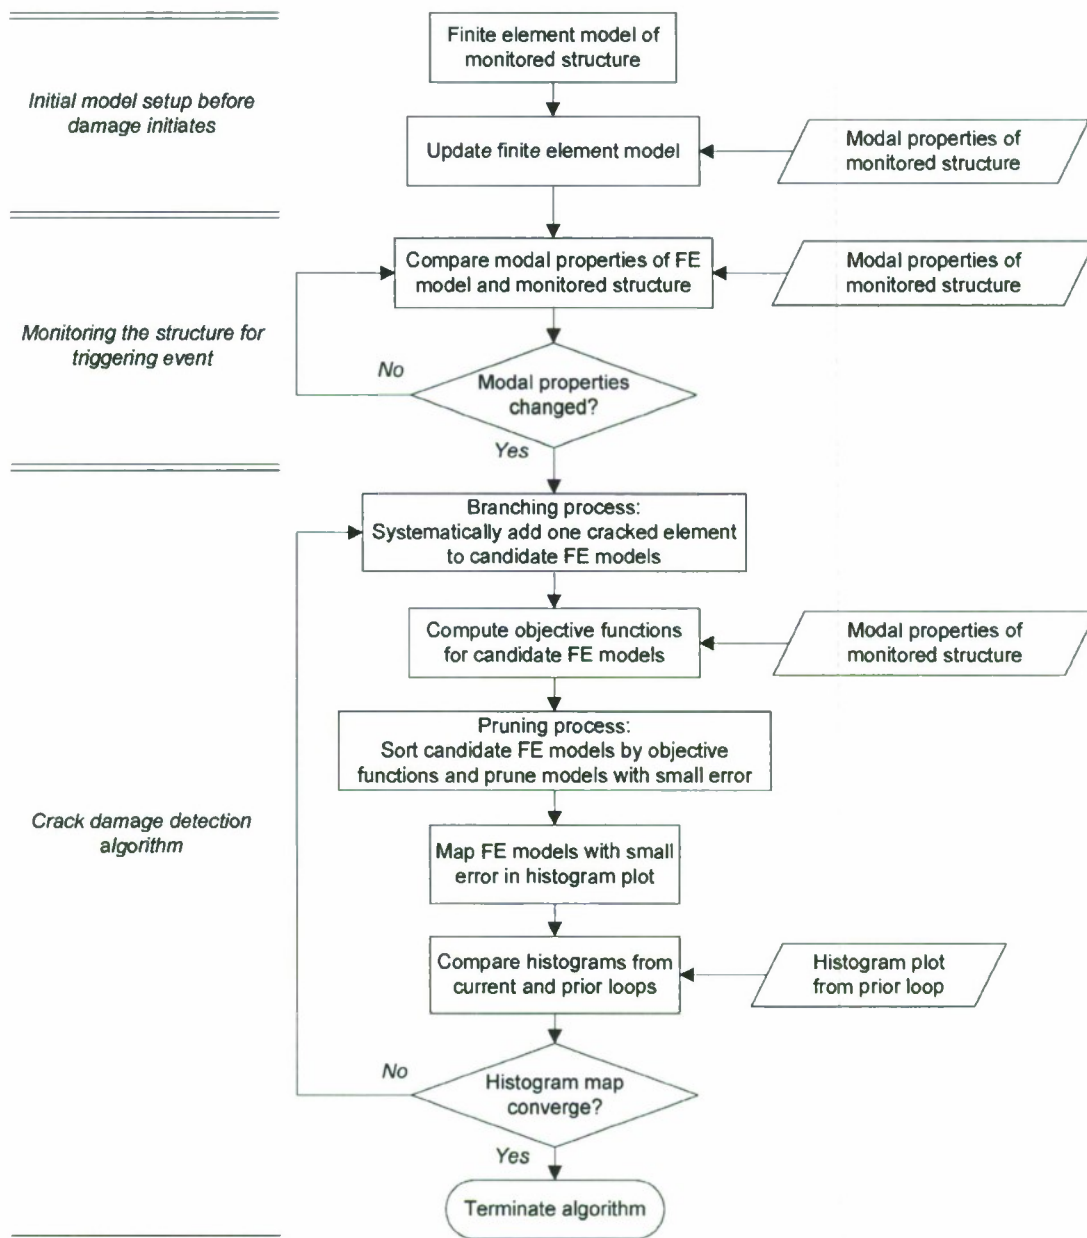 Finite element model of
monitored structure
Initial model setup before
damage initiates
Update finite element model
Modal properties of
monitored structure
Compare modal properties of FE
model and monitored structure
Modal properties of
monitored structure
Monitoring the structure for
triggering event
No
Modal properties
changed?
Yes
Branching process:
Systematically add one cracked element
to candidate FE models
Compute objective functions
for candidate FE models
Modal properties of
monitored structure
Pruning process:
Sort candidate FE models by objective
functions and prune models with small error
Crack damage detection
algorithm
Map FE models with small
error in histogram plot
Compare histograms from
current and prior loops
Histogram plot
from prior loop
No
Histogram map
converge?
Yes
Terminate algorithm